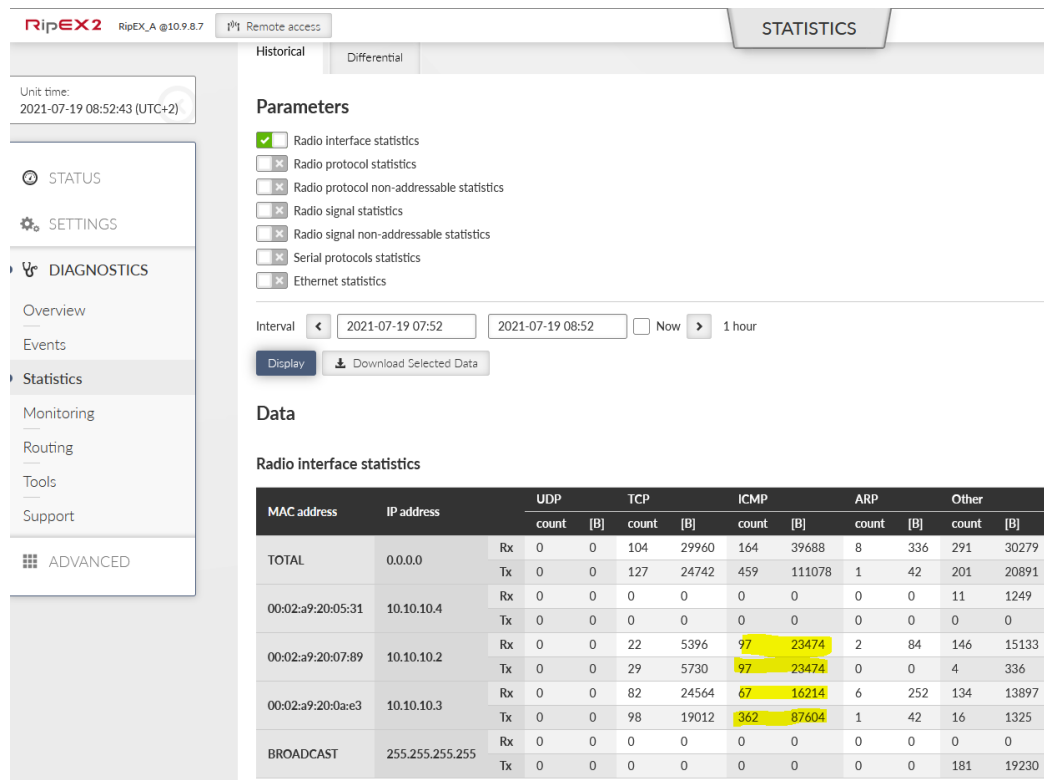 RipEX2 RipEX_A @10.9.8.7 Remote access STATISTICS
Historical Differential
Unit time:
2021-07-19 08:52:43 (UTC+2)
Parameters
Radio interface statistics
Radio protocol statistics
Radio protocol non-addressable statistics
Radio signal statistics
Radio signal non-addressable statistics
Serial protocols statistics
Ethernet statistics
STATUS
SETTINGS
DIAGNOSTICS
Overview
Events
Statistics
Monitoring
Routing
Tools
Support
ADVANCED
Interval 2021-07-19 07:52 2021-07-19 08:52 Now 1 hour
Display Download Selected Data
Data
Radio interface statistics
MAC address IP address UDP TCP ICMP ARP Other
count [B] count [B] count [B] count [B] count [B]
TOTAL 0.0.0.0 Rx 0 0 104 29960 164 39688 8 336 291 30279
Tx 0 0 127 24742 459 111078 1 42 201 20891
00:02:a9:20:05:31 10.10.10.4 Rx 0 0 0 0 0 0 0 0 11 1249
Tx 0 0 0 0 0 0 0 0 0 0
00:02:a9:20:07:89 10.10.10.2 Rx 0 0 22 5396 97 23474 2 84 146 15133
Tx 0 0 29 5730 97 23474 0 0 4 336
00:02:a9:20:0a:e3 10.10.10.3 Rx 0 0 82 24564 67 16214 6 252 134 13897
Tx 0 0 98 19012 362 87604 1 42 16 1325
BROADCAST 255.255.255.255 Rx 0 0 0 0 0 0 0 0 0 0
Tx 0 0 0 0 0 0 0 0 181 19230